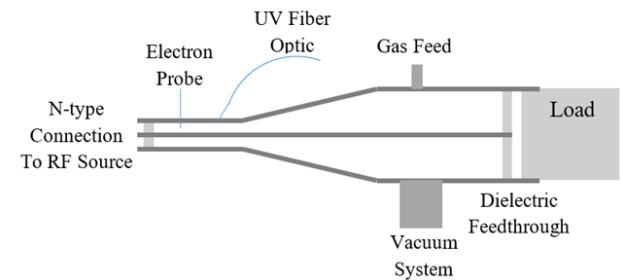 UV Fiber
Optic
Gas Feed
Electron
Probe
N-type
Connection
To RF Source
Load
Dielectric
Feedthrough
Vacuum
System